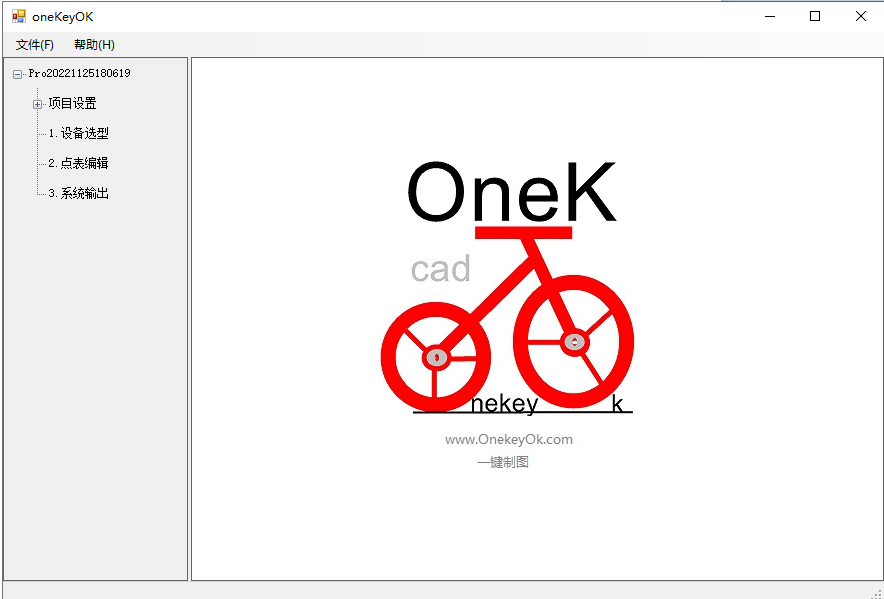 oneKeyOK
文件(F) 帮助(H)
Pro20221125180619
项目设置
1.设备选型
2.点表编辑
3.系统输出
OneK
cad
nekey k
www.OnekeyOk.com
一键制图